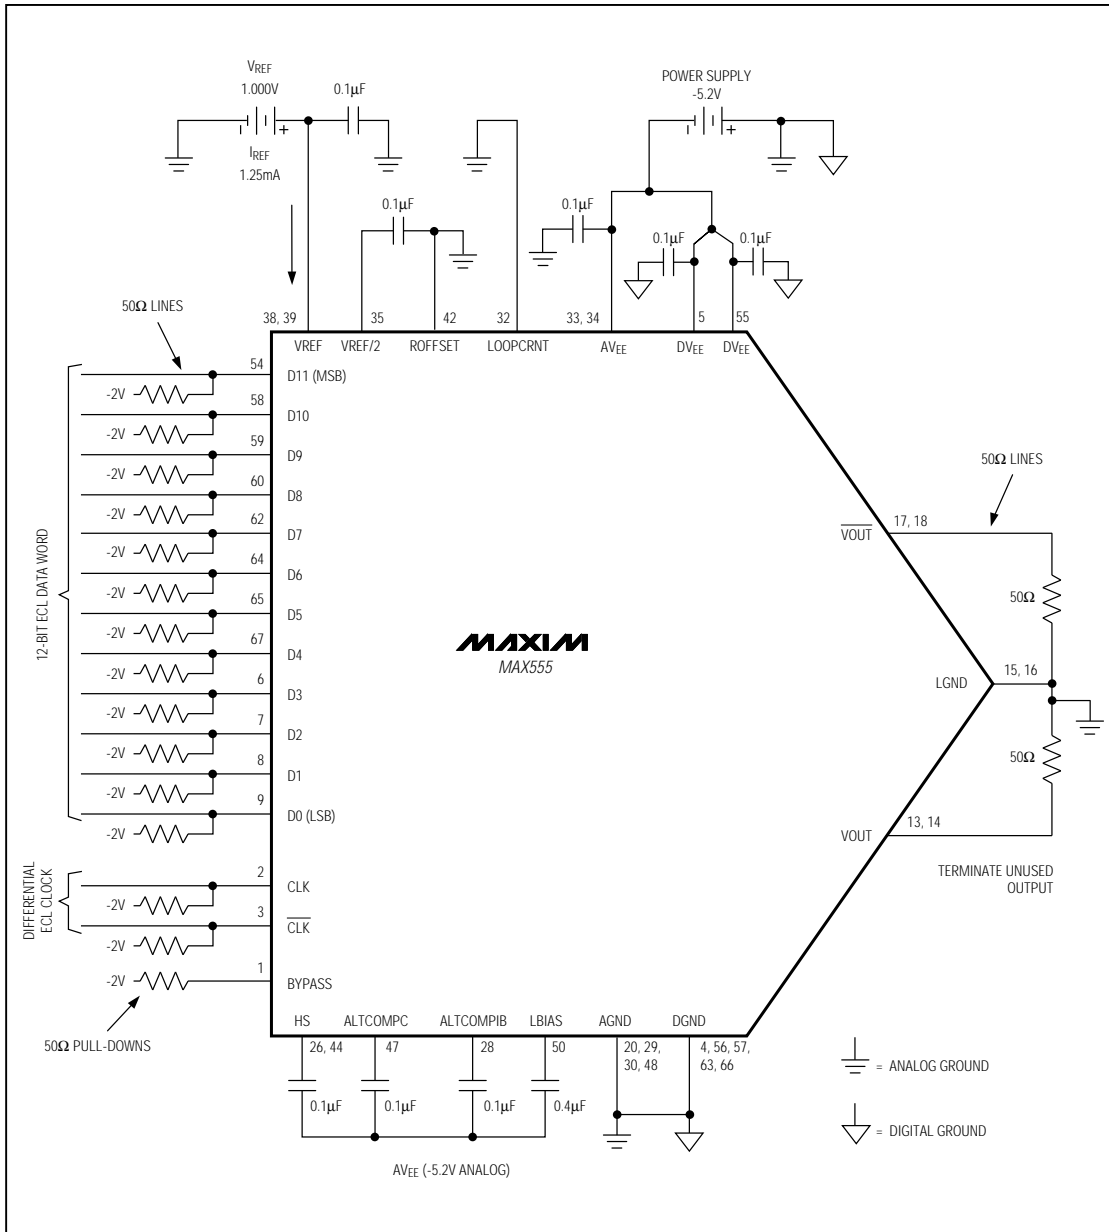 VREF
1.000V
0.1µF
IREF
1.25mA
POWER SUPPLY
-5.2V
0.1µF
0.1µF
0.1µF
0.1µF
50Ω LINES
38, 39
35
42
32
33, 34
5
55
VREF
VREF/2
ROFFSET
LOOPCRNT
AVEE
DVEE
DVEE
12-BIT ECL DATA WORD
54
D11 (MSB)
-2V
58
D10
-2V
59
D9
-2V
60
D8
-2V
62
D7
-2V
64
D6
-2V
65
D5
-2V
67
D4
-2V
6
D3
-2V
7
D2
-2V
8
D1
-2V
9
D0 (LSB)
-2V
DIFFERENTIAL
ECL CLOCK
2
CLK
-2V
3
CLK
-2V
1
-2V
BYPASS
50Ω PULL-DOWNS
MAXIM
MAX555
50Ω LINES
VOUT
17, 18
50Ω
LGND
15, 16
50Ω
VOUT
13, 14
TERMINATE UNUSED
OUTPUT
HS
ALTCOMPC
ALTCOMPIB
LBIAS
AGND
DGND
26, 44
47
28
50
20, 29,
30, 48
4, 56, 57,
63, 66
0.1µF
0.1µF
0.1µF
0.4µF
AVEE (-5.2V ANALOG)
= ANALOG GROUND
= DIGITAL GROUND